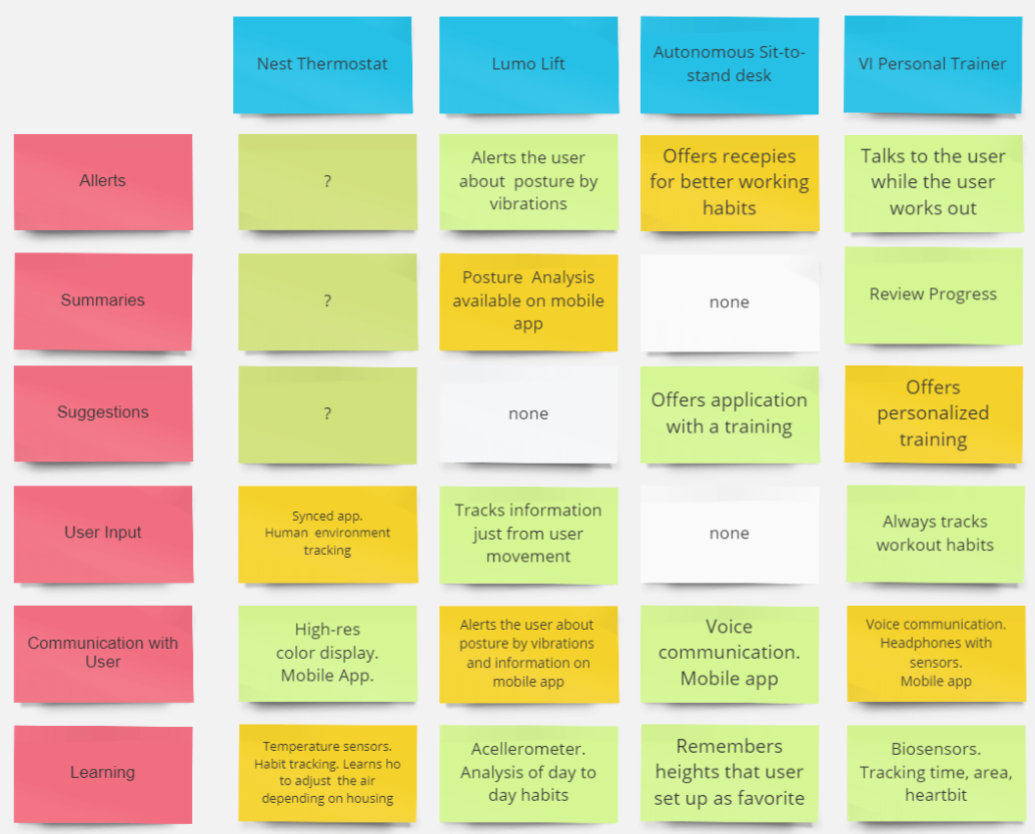 Nest Thermostat
Lumo Lift
Autonomous Sit-to-
stand desk
VI Personal Trainer
Allerts
?
Alerts the user
about posture by
vibrations
Offers recepies
for better working
habits
Talks to the user
while the user
works out
Summaries
?
Posture Analysis
available on mobile
app
none
Review Progress
Suggestions
?
none
Offers application
with a training
Offers
personalized
training
User Input
Synced app.
Human environment
tracking
Tracks information
just from user
movement
none
Always tracks
workout habits
Communication with
User
High-res
color display.
Mobile App.
Alerts the user about
posture by vibrations
and information on
mobile app
Voice
communication.
Mobile app
Voice communication.
Headphones with
sensors.
Mobile app
Learning
Temperature sensors.
Habit tracking. Learns ho
to adjust the air
depending on housing
Acellerometer.
Analysis of day to
day habits
Remembers
heights that user
set up as favorite
Biosensors.
Tracking time, area,
heartbit